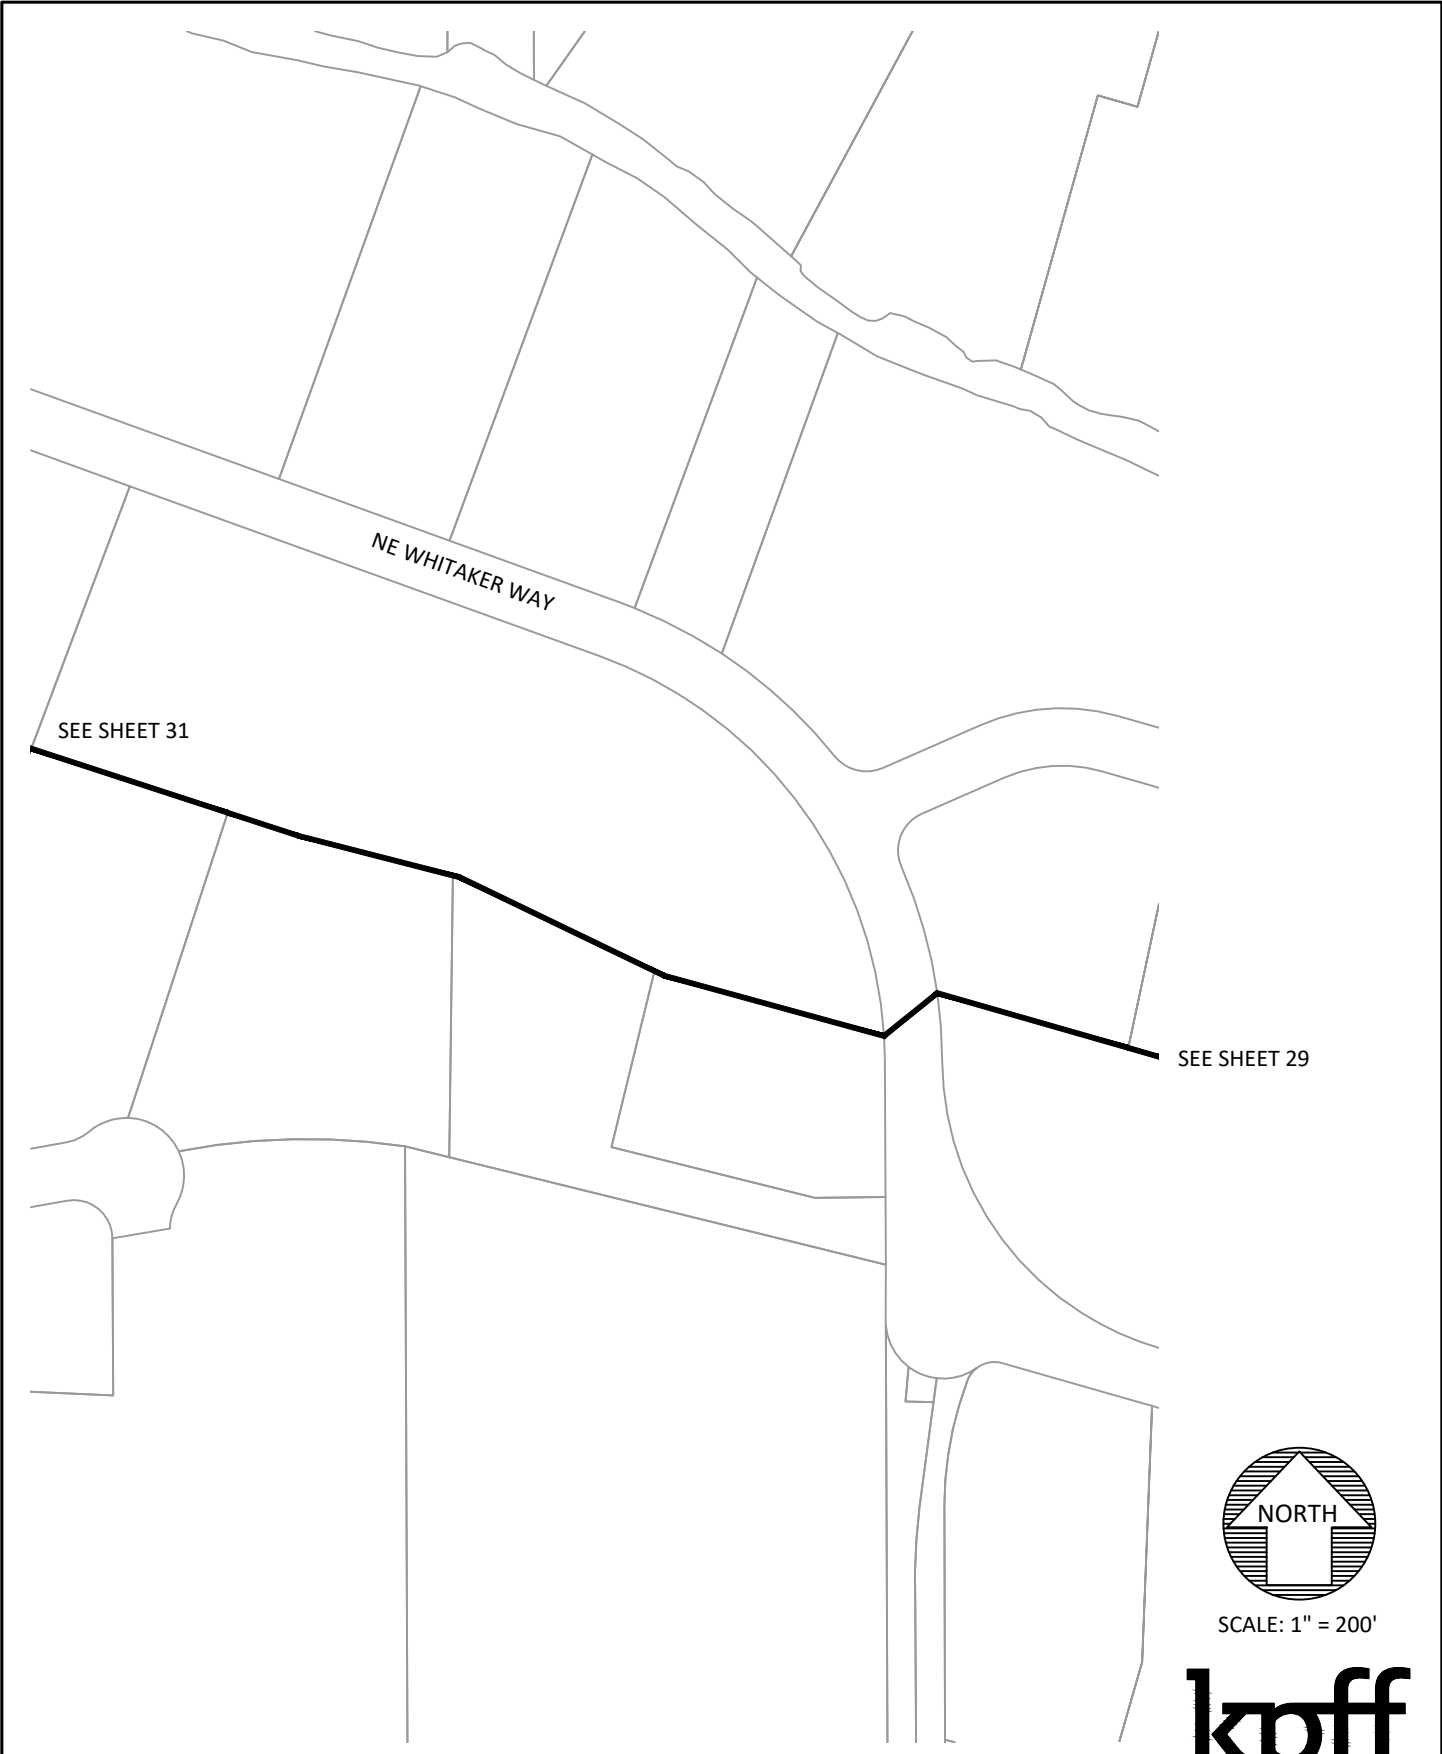 NE WHITAKER WAY
SEE SHEET 31
SEE SHEET 29
NORTH
SCALE: 1" = 200'
kpff